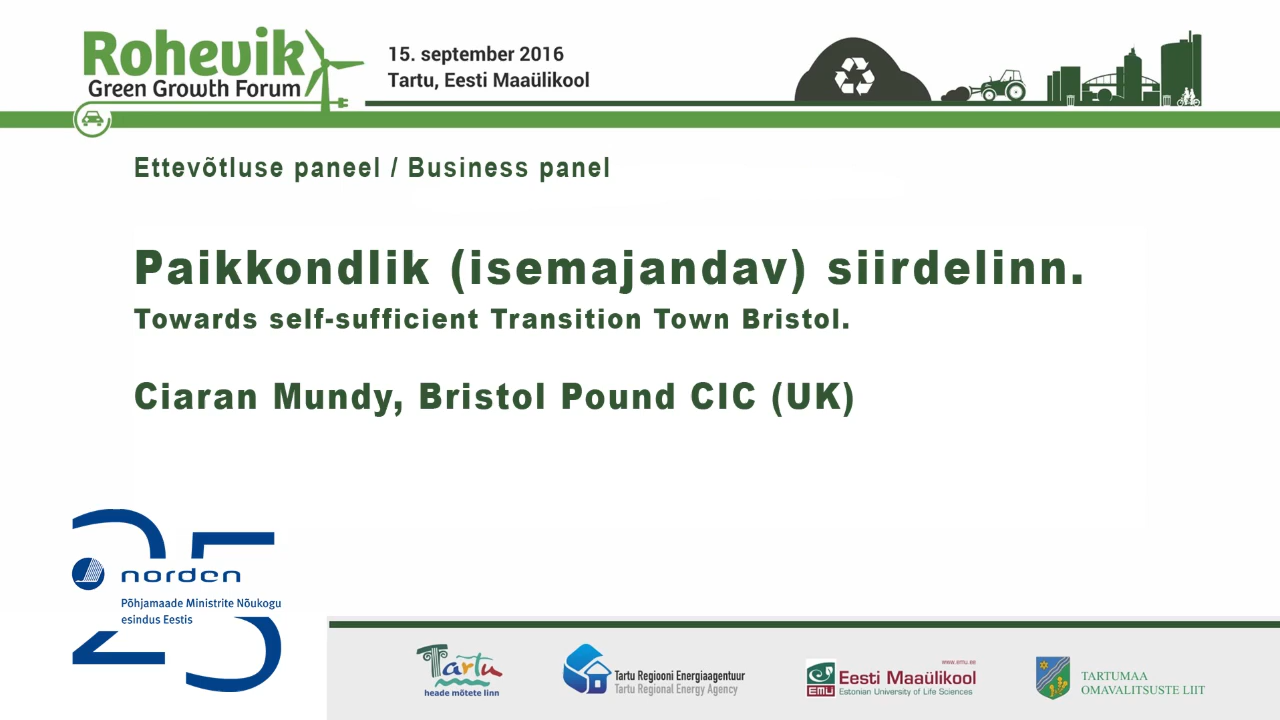 Rohevik
Green Growth Forum
15. september 2016
Tartu, Eesti Maaülikool
Ettevõtluse paneel / Business panel
Paikkondlik (isemajandav) siirdelinn.
Towards self-sufficient Transition Town Bristol.
Ciaran Mundy, Bristol Pound CIC (UK)
25
norden
Põhjamaade Ministrite Nõukogu
esindus Eestis
Tartu
heade mõtete linn
Tartu Regiooni Energiaagentuur
Tartu Regional Energy Agency
www.emu.ee
EMU
Eesti Maaülikool
Estonian University of Life Sciences
TARTUMAA
OMAVALITSUSTE LIIT